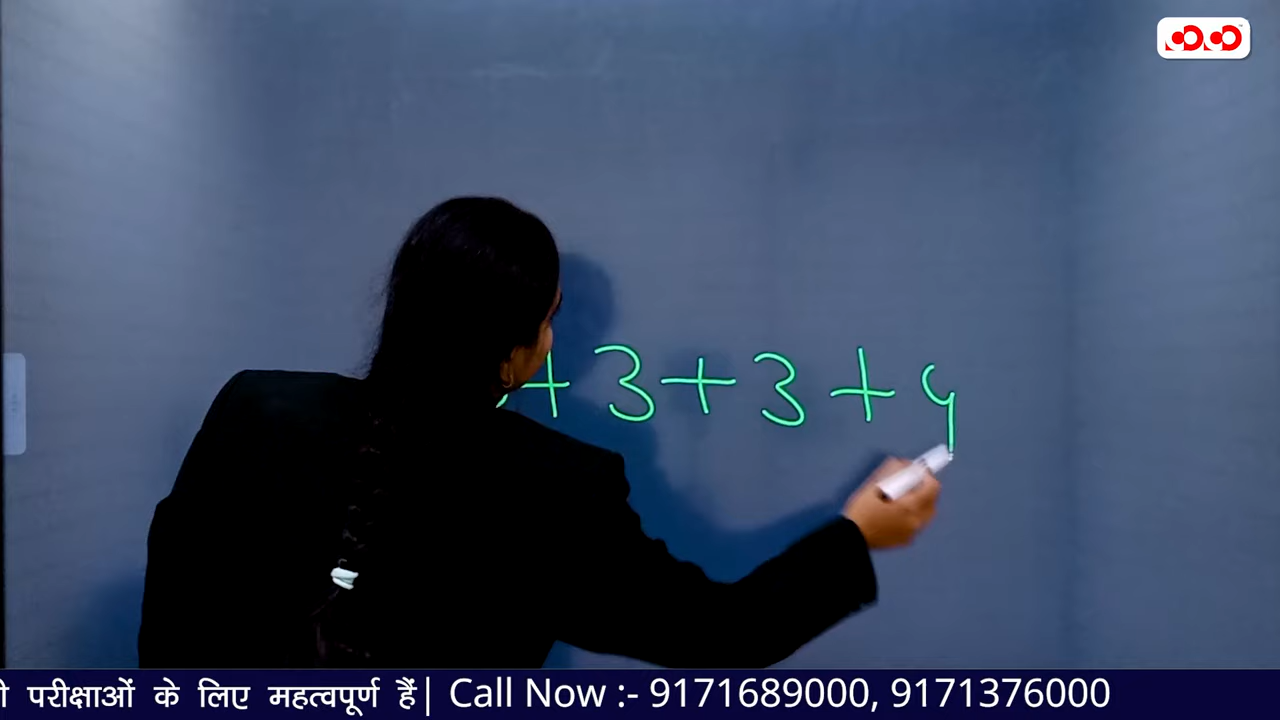 + 3 + 3 + 4
परीक्षाओं के लिए महत्वपूर्ण हैं| Call Now :- 9171689000, 9171376000